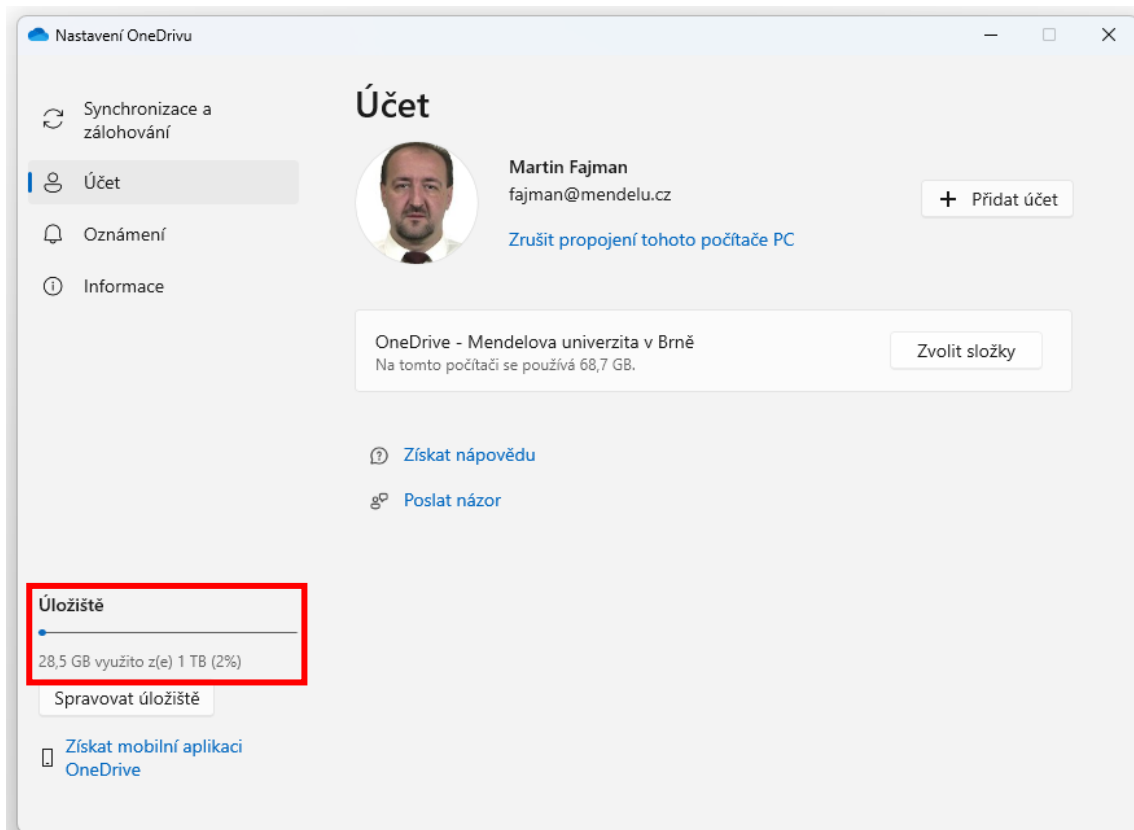 Nastavení OneDrivu
Synchronizace a
zálohování
Účet
Oznámení
Informace
Účet
Martin Fajman
fajman@mendelu.cz
Zrušit propojení tohoto počítače PC
+ Přidat účet
OneDrive - Mendelova univerzita v Brně
Na tomto počítači se používá 68,7 GB.
Zvolit složky
Získat nápovědu
Poslat názor
Úložiště
28,5 GB využito z(e) 1 TB (2%)
Spravovat úložiště
Získat mobilní aplikaci
OneDrive